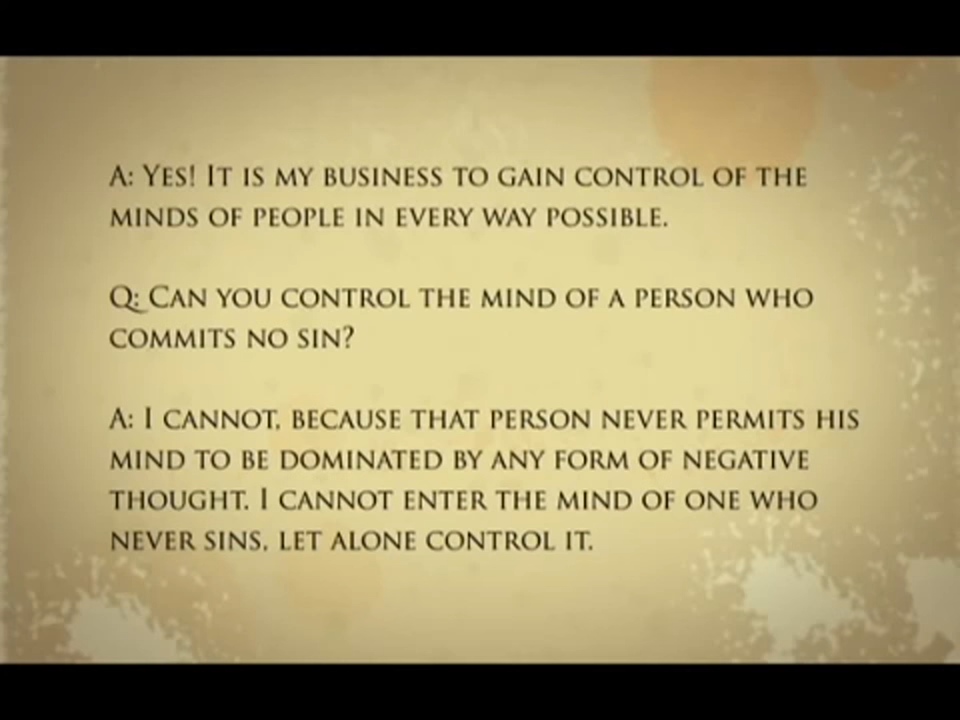 A: Yes! It is my business to gain control of the
minds of people in every way possible.
Q: Can you control the mind of a person who
commits no sin?
A: I cannot, because that person never permits his
mind to be dominated by any form of negative
thought. I cannot enter the mind of one who
never sins, let alone control it.